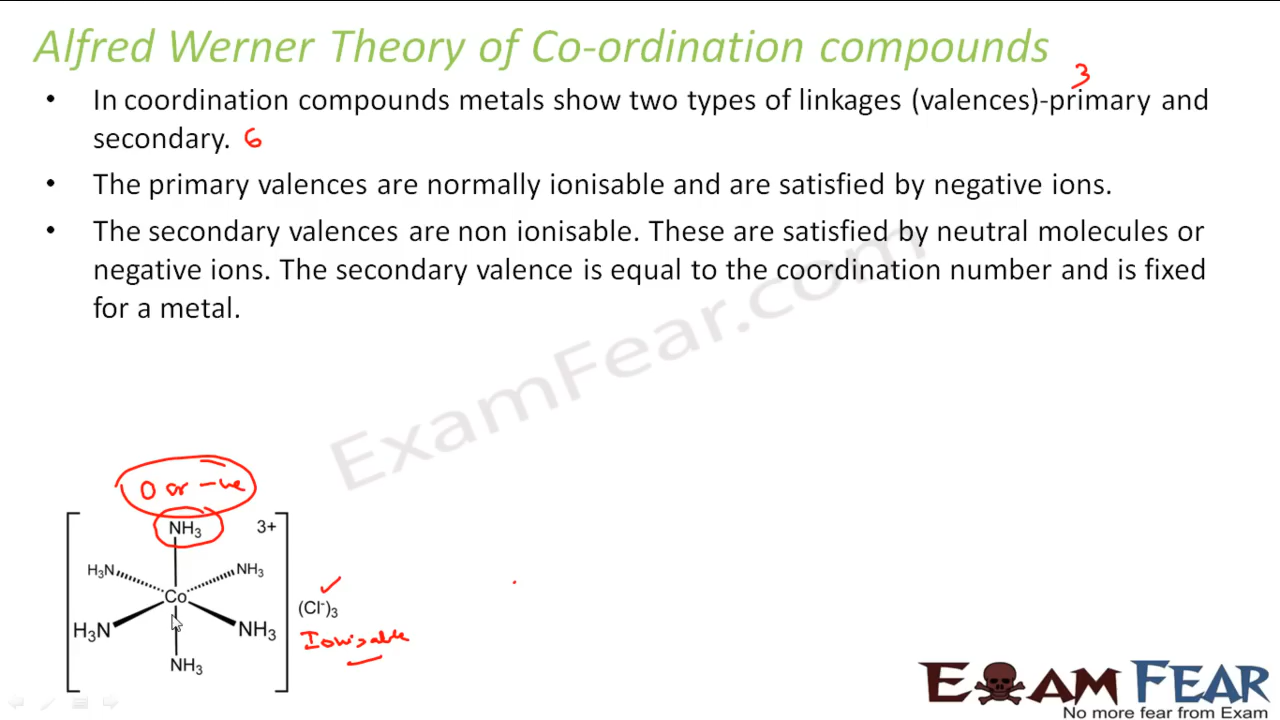 Alfred Werner Theory of Co-ordination compounds
3
• In coordination compounds metals show two types of linkages (valences)-primary and
secondary. 6
• The primary valences are normally ionisable and are satisfied by negative ions.
• The secondary valences are non ionisable. These are satisfied by neutral molecules or
negative ions. The secondary valence is equal to the coordination number and is fixed
for a metal.
ExamFear.com
0 or -ve
NH₃ 3+
H₃N NH₃
Co
(Cl⁻)₃
H₃N NH₃ Ionisable
NH₃
EXAM FEAR
No more fear from Exam